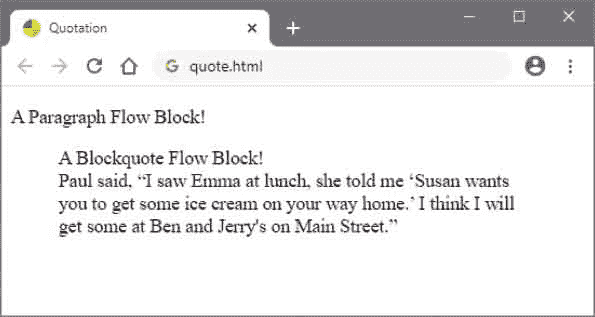 Quotation
quote.html
A Paragraph Flow Block!
A Blockquote Flow Block!
Paul said, “I saw Emma at lunch, she told me ‘Susan wants
you to get some ice cream on your way home.’ I think I will
get some at Ben and Jerry's on Main Street.”